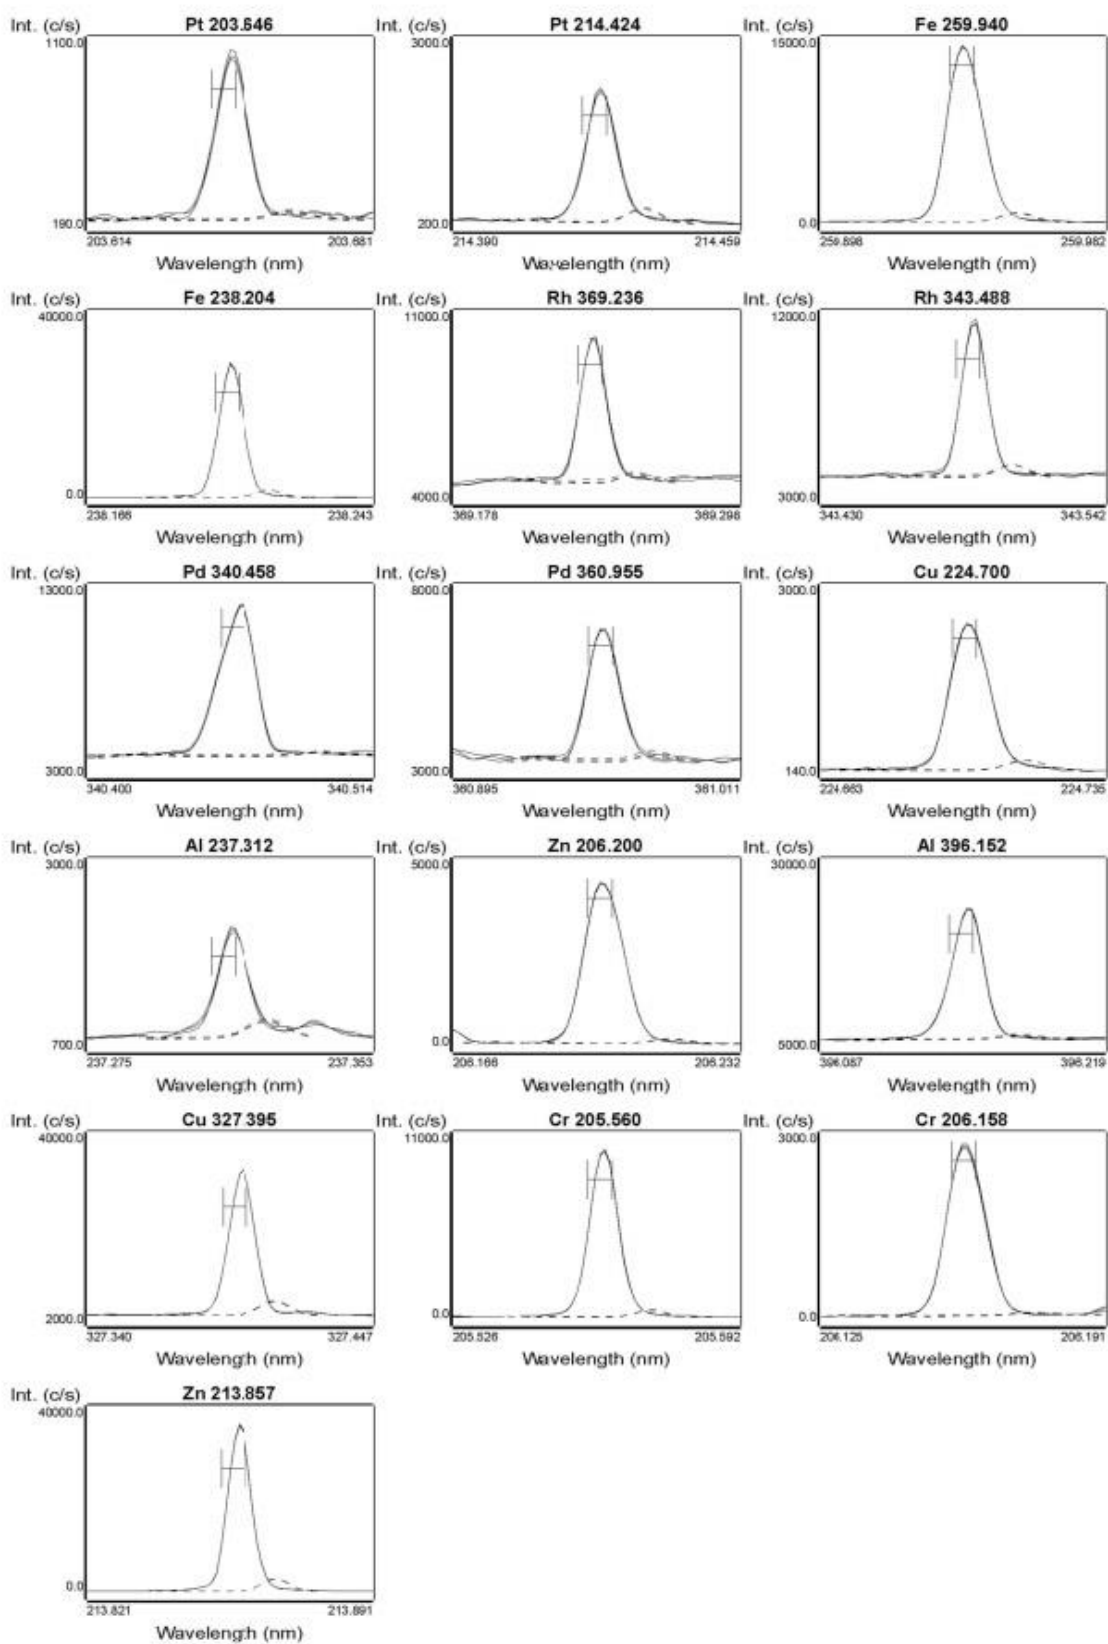 Int. (c/s) Pt 203.646 Int. (c/s) Pt 214.424 Int. (c/s) Fe 259.940
1100.0 3000.0 15000.0
190.0 200.0 0.0
203.614 203.681 214.390 214.459 259.898 259.982
Wavelength (nm) Wavelength (nm) Wavelength (nm)
Int. (c/s) Fe 238.204 Int. (c/s) Rh 369.236 Int. (c/s) Rh 343.488
40000.0 11000.0 12000.0
0.0 4000.0 3000.0
238.166 238.243 369.178 369.298 343.430 343.542
Wavelength (nm) Wavelength (nm) Wavelength (nm)
Int. (c/s) Pd 340.458 Int. (c/s) Pd 360.955 Int. (c/s) Cu 224.700
13000.0 8000.0 3000.0
3000.0 3000.0 140.0
340.400 340.514 360.895 361.011 224.663 224.735
Wavelength (nm) Wavelength (nm) Wavelength (nm)
Int. (c/s) Al 237.312 Int. (c/s) Zn 206.200 Int. (c/s) Al 396.152
3000.0 5000.0 30000.0
700.0 0.0 5000.0
237.275 237.353 206.166 206.232 396.087 396.219
Wavelength (nm) Wavelength (nm) Wavelength (nm)
Int. (c/s) Cu 327.395 Int. (c/s) Cr 205.560 Int. (c/s) Cr 206.158
40000.0 11000.0 3000.0
2000.0 0.0 0.0
327.340 327.447 205.526 205.592 206.125 206.191
Wavelength (nm) Wavelength (nm) Wavelength (nm)
Int. (c/s) Zn 213.857
40000.0
0.0
213.821 213.891
Wavelength (nm)